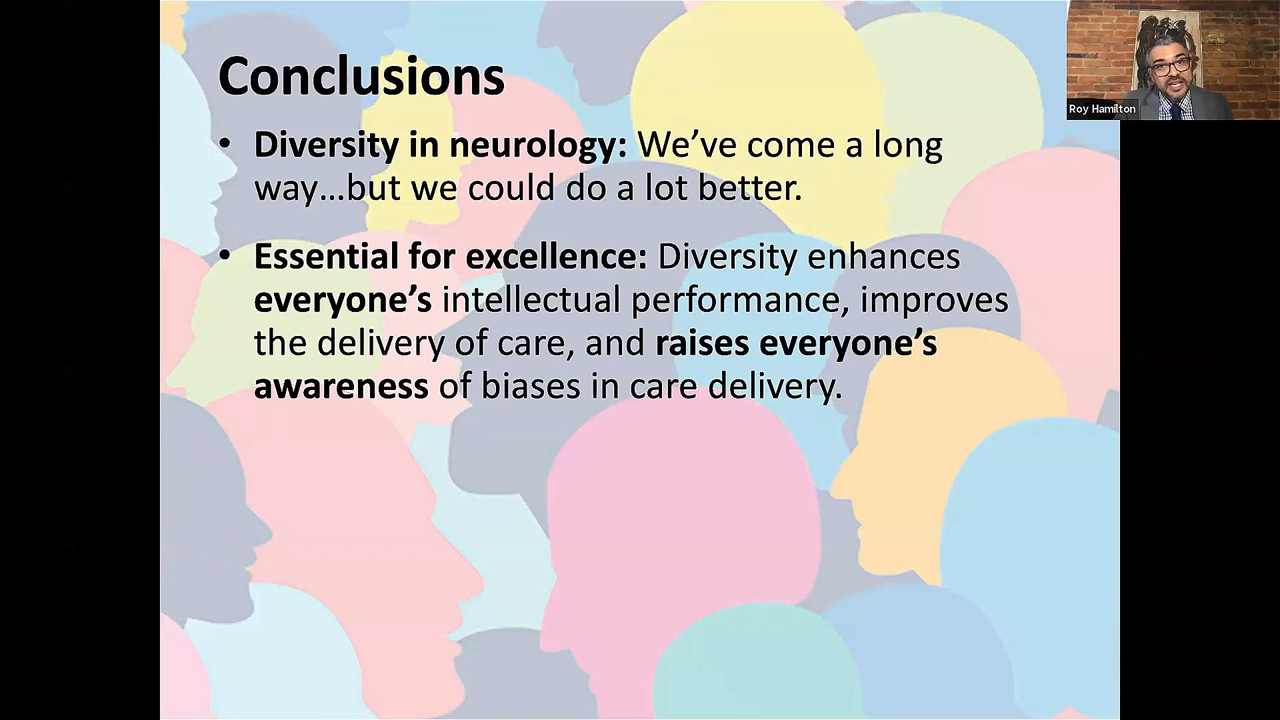 Conclusions
• Diversity in neurology: We’ve come a long
way…but we could do a lot better.
• Essential for excellence: Diversity enhances
everyone’s intellectual performance, improves
the delivery of care, and raises everyone’s
awareness of biases in care delivery.
Roy Hamilton